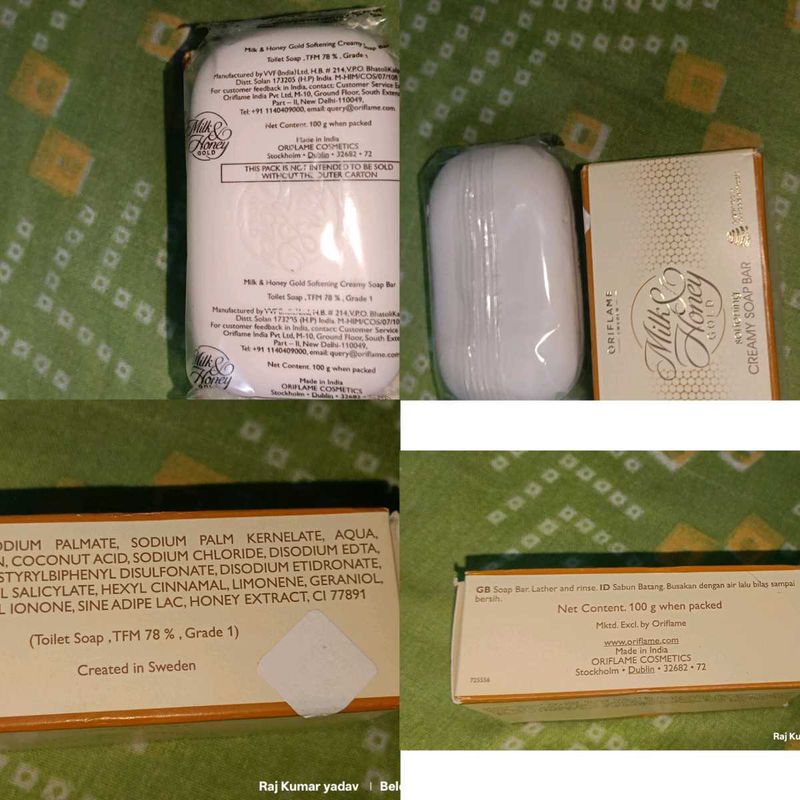 Milk & Honey Gold Softening Creamy Soap Bar
Toilet Soap ,TFM 78 % , Grade 1
Manufactured by VVF (India) Ltd, H.B. # 214, V.P.O.
Distt. Solan 173205 (H.P) India. M-HIM/COS/07/108
For customer feedback in India, contact: Customer Service
Oriflame India Pvt Ltd, M-10, Ground Floor, South
Part – II, New Delhi-110049,
Tel: +91 1140409000, email: query@oriflame.com
Net Content. 100 g when packed
Made in India
ORIFLAME COSMETICS
Stockholm • Dublin • 32682 • 72
THIS PACK IS NOT INTENDED TO BE SOLD
WITHOUT THE OUTER CARTON
Milk &
Honey
GOLD
Milk & Honey Gold Softening Creamy Soap Bar
Toilet Soap ,TFM 78 % , Grade 1
Manufactured by H.B. # 214, V.P.O.
Distt. Solan (H.P) India. M-HIM/COS/07/10
For customer feedback in India, contact: Customer Service
Oriflame India Pvt Ltd, M-10, Ground Floor, South
Part – II, New Delhi-110049,
Tel: +91 1140409000, email: query@oriflame.com
Net Content. 100 g when packed
Made in India
ORIFLAME COSMETICS
Stockholm • Dublin •
Milk &
Honey
ORIFLAME
SWEDEN
Milk &
Honey
GOLD
softening
CREAMY SOAP BAR
PALMATE, SODIUM PALM KERNELATE, AQUA,
COCONUT ACID, SODIUM CHLORIDE, DISODIUM EDTA,
STYRYLBIPHENYL DISULFONATE, DISODIUM ETIDRONATE,
SALICYLATE, HEXYL CINNAMAL, LIMONENE, GERANIOL,
IONONE, SINE ADIPE LAC, HONEY EXTRACT, CI 77891
(Toilet Soap ,TFM 78 % , Grade 1)
Created in Sweden
GB Soap Bar. Lather and rinse. ID Sabun Batang. Busakan dengan air lalu bilas sampai
bersih.
Net Content. 100 g when packed
Mktd. Excl. by Oriflame
www.oriflame.com
Made in India
ORIFLAME COSMETICS
Stockholm • Dublin • 32682 • 72
725556
Raj Kumar yadav |
Raj